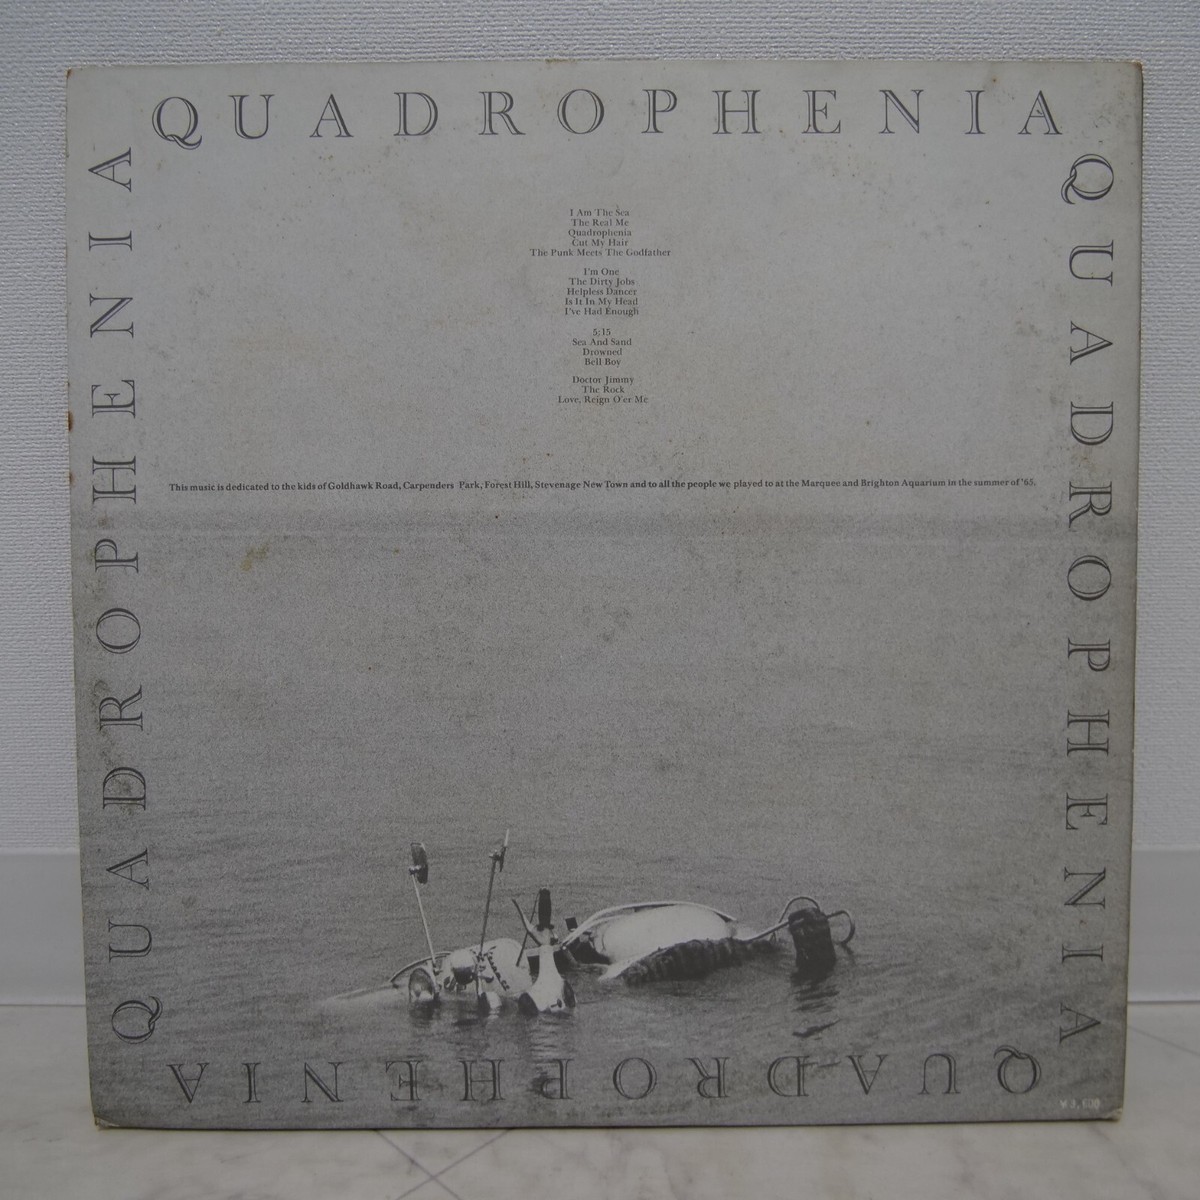 QUADROPHENIA
QUADROPHENIA
QUADROPHENIA
QUADROPHENIA
I Am The Sea
The Real Me
Quadrophenia
Cut My Hair
The Punk Meets The Godfather
I'm One
The Dirty Jobs
Helpless Dancer
Is It In My Head
I've Had Enough
5:15
Sea And Sand
Drowned
Bell Boy
Doctor Jimmy
The Rock
Love, Reign O'er Me
This music is dedicated to the kids of Goldhawk Road, Carpenders Park, Forest Hill, Stevenage New Town and to all the people we played to at the Marquee and Brighton Aquarium in the summer of '65.